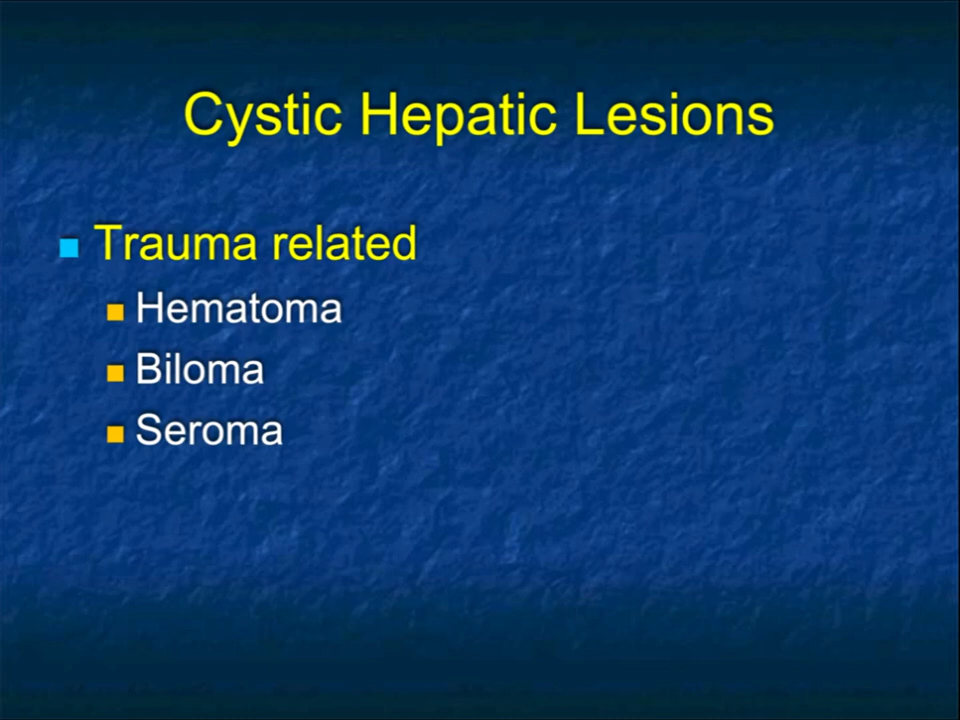 Cystic Hepatic Lesions
Trauma related
Hematoma
Biloma
Seroma